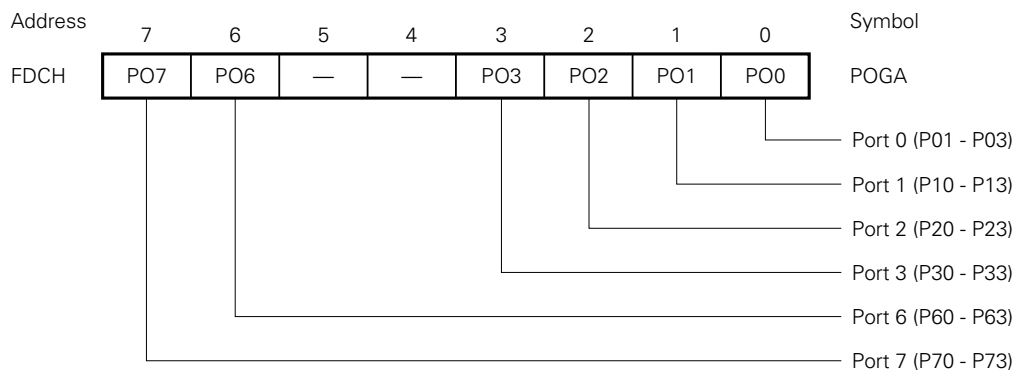 Address 7 6 5 4 3 2 1 0 Symbol
FDCH PO7 PO6 — — PO3 PO2 PO1 PO0 POGA
Port 0 (P01 - P03)
Port 1 (P10 - P13)
Port 2 (P20 - P23)
Port 3 (P30 - P33)
Port 6 (P60 - P63)
Port 7 (P70 - P73)